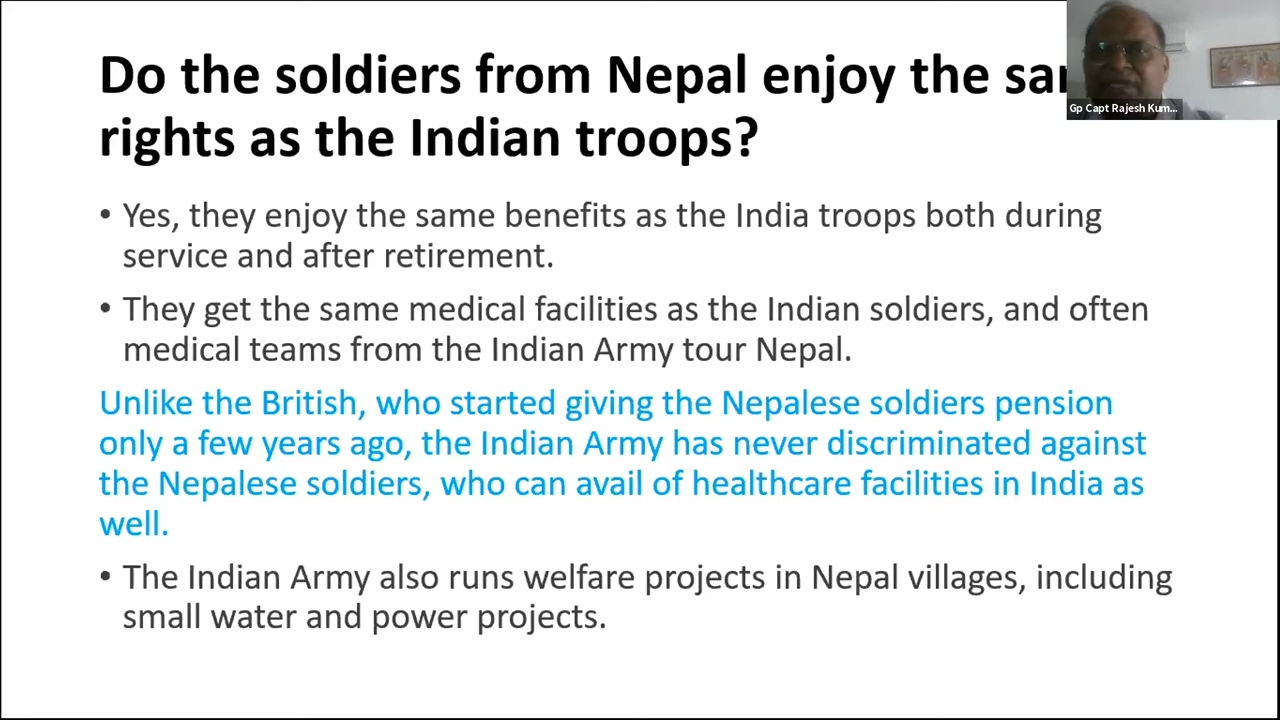 Do the soldiers from Nepal enjoy the
rights as the Indian troops?
Gp Capt Rajesh Kum...
• Yes, they enjoy the same benefits as the India troops both during
service and after retirement.
• They get the same medical facilities as the Indian soldiers, and often
medical teams from the Indian Army tour Nepal.
Unlike the British, who started giving the Nepalese soldiers pension
only a few years ago, the Indian Army has never discriminated against
the Nepalese soldiers, who can avail of healthcare facilities in India as
well.
• The Indian Army also runs welfare projects in Nepal villages, including
small water and power projects.